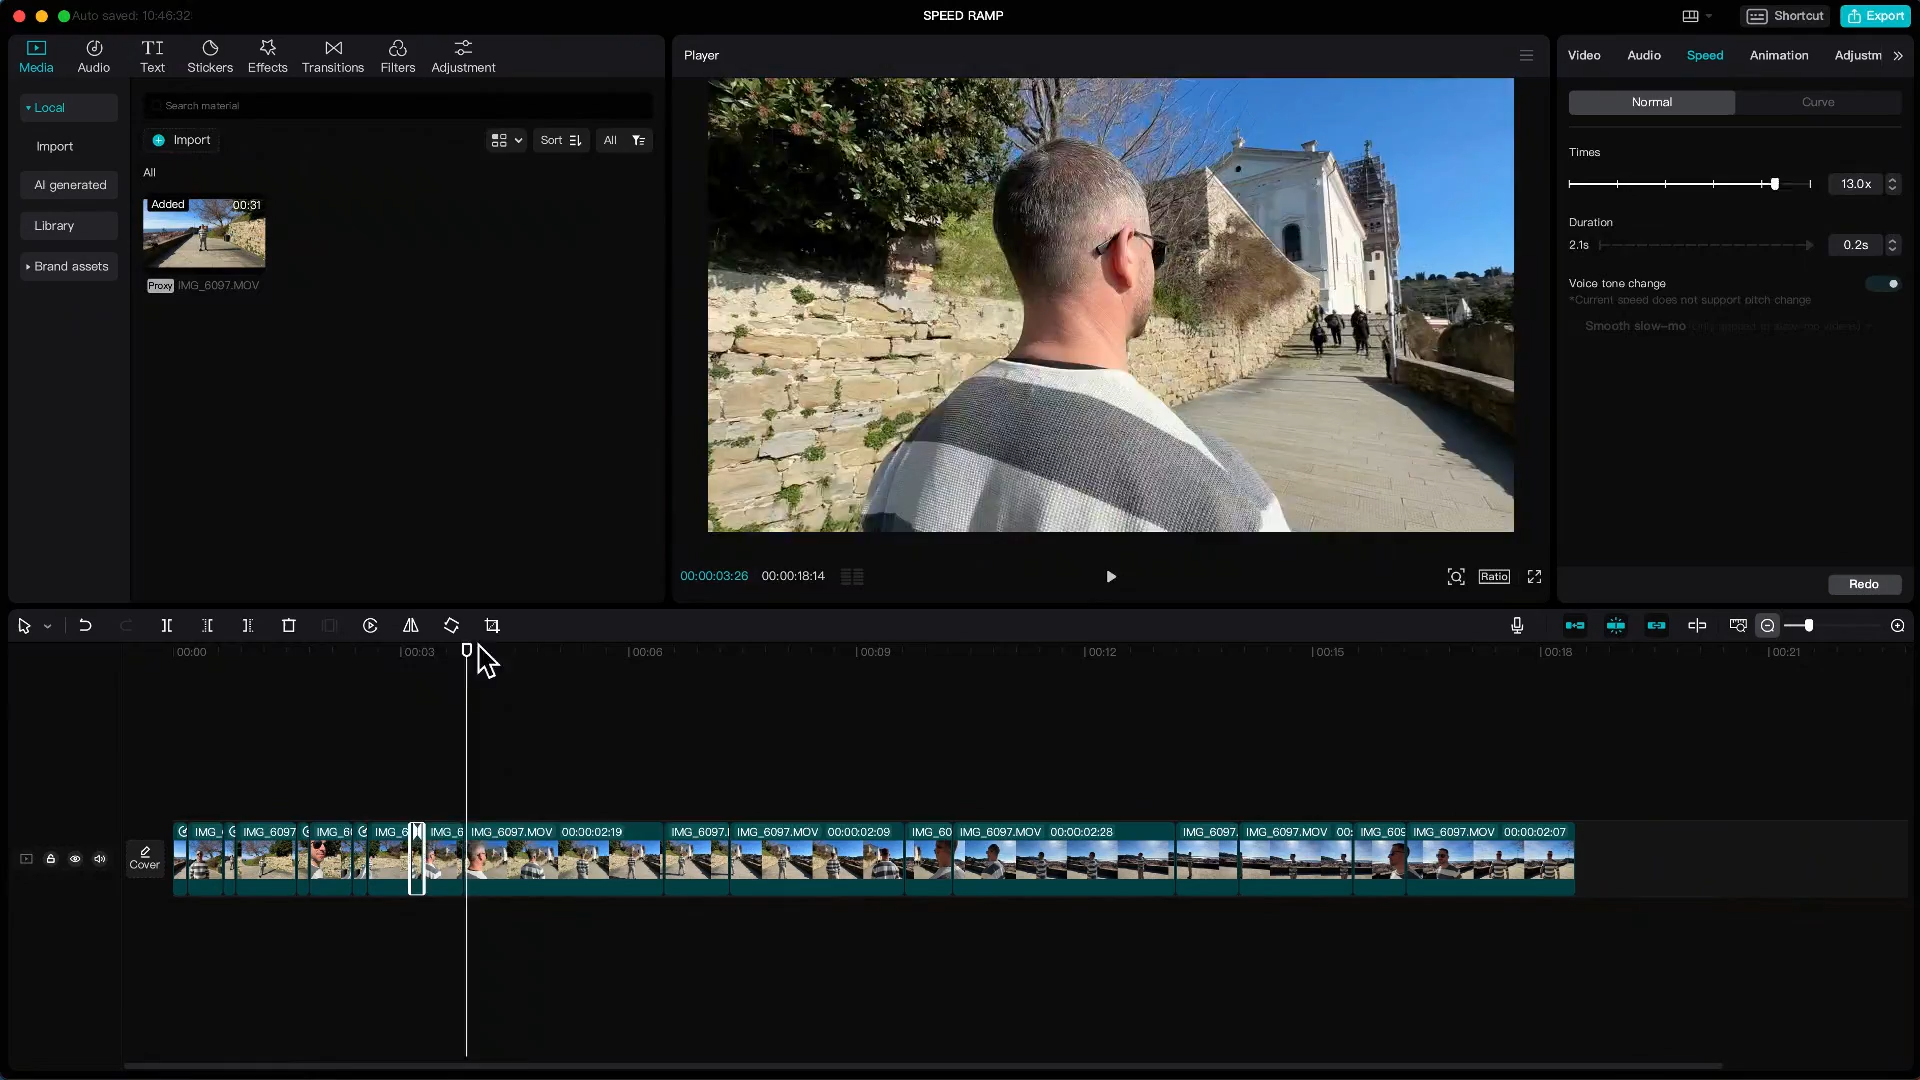 Auto saved: 10:46:32
SPEED RAMP
Shortcut
Export
Media
Audio
TI
Text
Stickers
Effects
Transitions
Filters
Adjustment
Local
Import
AI generated
Library
Brand assets
Search material
Import
Sort
All
All
Added
00:31
Proxy
IMG_6097.MOV
Player
00:00:03:26
00:00:18:14
Ratio
Video
Audio
Speed
Animation
Adjustm
Normal
Curve
Times
13.0x
Duration
2.1s
0.2s
Voice tone change
*Current speed does not support pitch change
Smooth slow-mo
Redo
00:00
00:03
00:06
00:09
00:12
00:15
00:18
00:21
Cover
IMG_
IMG_6097
IMG_6
IMG_6
IMG_6
IMG_6097.MOV 00:00:02:19
IMG_6097.
IMG_6097.MOV 00:00:02:09
IMG_60
IMG_6097.MOV 00:00:02:28
IMG_6097.
IMG_6097.MOV 00:
IMG_609
IMG_6097.MOV 00:00:02:07